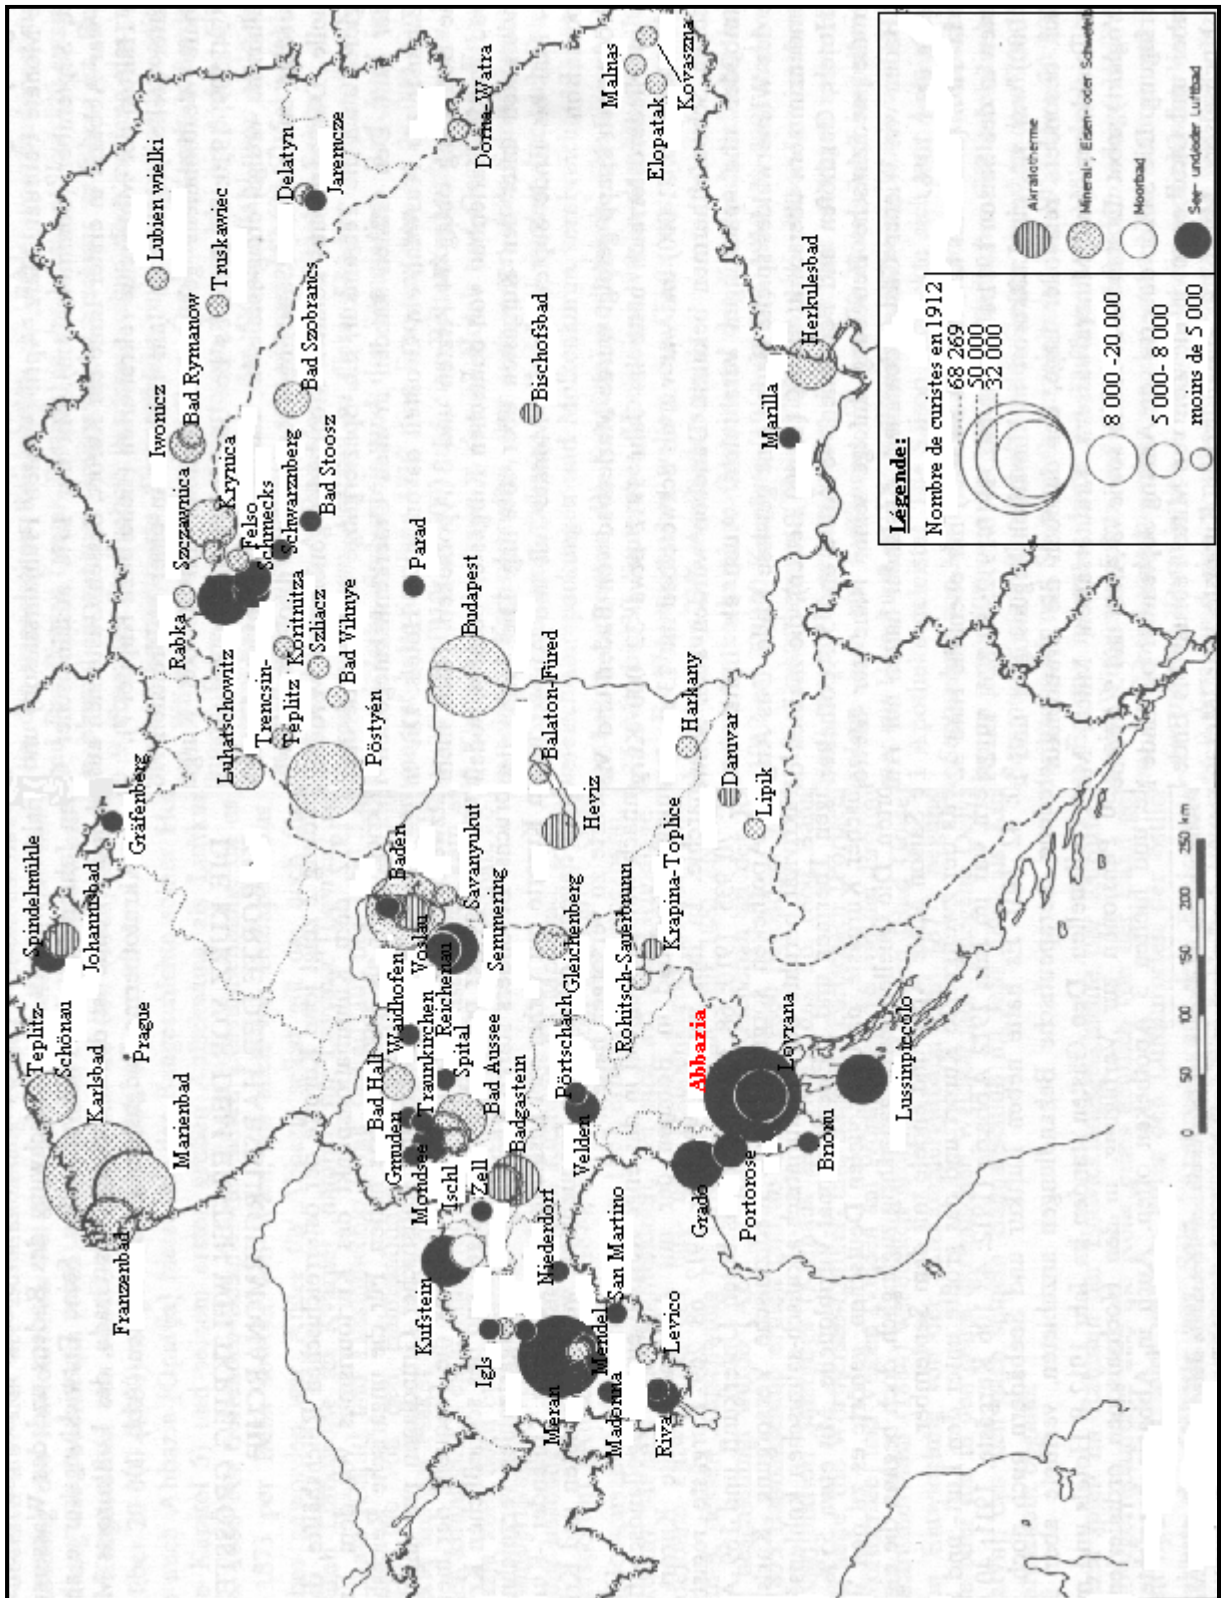 Teplitz-
Schönau
Karlsbad
Prague
Marienbad
Franzenbad
Spindelmühle
Johannisbad
Gräfenberg
Luhatschowitz
Trencsin-
Teplitz
Rabka
Szczawnica
Krynica
Felso
Schmecks
Schwarznberg
Bad Stoosz
Kortnitza
Szliacz
Bad Vihnye
Pöstyén
Iwonicz
Bad Rymanow
Truskawiec
Lubien wielki
Bad Szobrancs
Delatyn
Jaremcze
Dorna-Watra
Malnas
Elopatak
Kovaszna
Bischofsbad
Herkulesbad
Marilla
Parad
Budapest
Balaton-Füred
Heviz
Harkany
Daruvar
Lipik
Baden
Savanyukut
Semmering
Voslau
Reichenau
Waidhofen
Traunkirchen
Spital
Bad Hall
Gmuden
Mondsee
Ischl
Bad Aussee
Badgastein
Zell
Gleichenberg
Rohitsch-Sauerbrunn
Krapina-Toplice
Pörtschach
Velden
Abbazia
Lovrana
Lussinpiccolo
Brioni
Portorose
Grado
Kufstein
Niederdorf
San Martino
Igls
Meran
Mendel
Madonna
Levico
Riva
0 50 100 150 200 250 km
Légende:
Nombre de curistes en 1912
68 269
50 000
32 000
8 000 -20 000
5 000- 8 000
moins de 5 000
Akratotherme
Mineral-, Eisen- oder Schwefelb
Moorbad
See- und/oder Luftbad